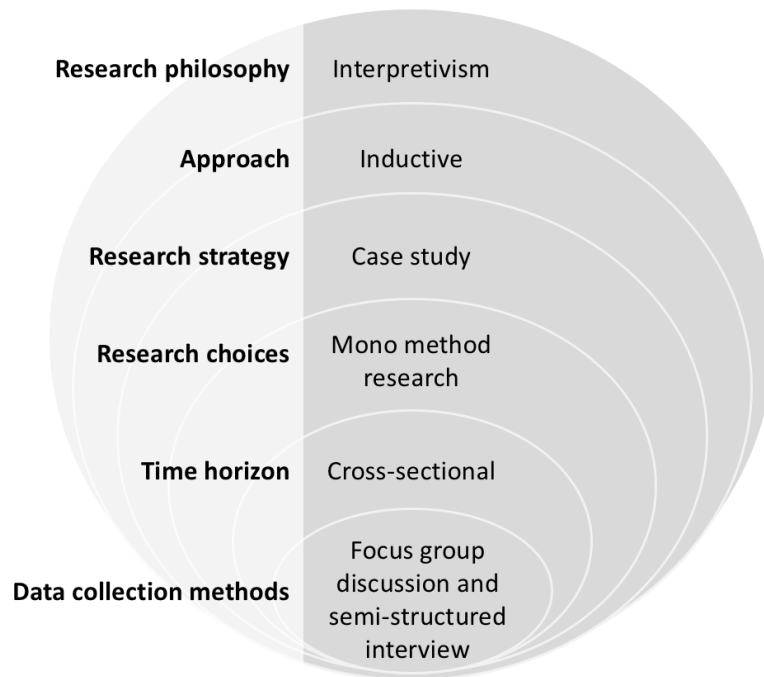 Research philosophy
Interpretivism
Approach
Inductive
Research strategy
Case study
Research choices
Mono method
research
Time horizon
Cross-sectional
Data collection methods
Focus group
discussion and
semi-structured
interview